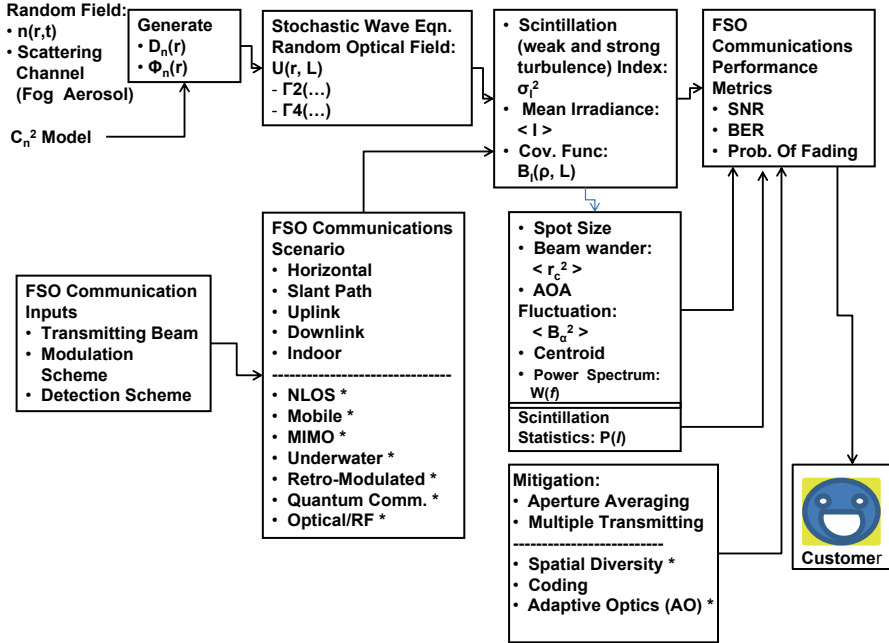 Random Field:
• n(r,t)
• Scattering
Channel
(Fog Aerosol)
Cn² Model
Generate
• Dn(r)
• Φn(r)
Stochastic Wave Eqn.
Random Optical Field:
U(r, L)
- Γ2(…)
- Γ4(…)
• Scintillation
(weak and strong
turbulence) Index:
σI²
• Mean Irradiance:
< I >
• Cov. Func:
BI(ρ, L)
FSO
Communications
Performance
Metrics
• SNR
• BER
• Prob. Of Fading
FSO Communication
Inputs
• Transmitting Beam
• Modulation
Scheme
• Detection Scheme
FSO Communications
Scenario
• Horizontal
• Slant Path
• Uplink
• Downlink
• Indoor
--------------------------------
• NLOS *
• Mobile *
• MIMO *
• Underwater *
• Retro-Modulated *
• Quantum Comm. *
• Optical/RF *
• Spot Size
• Beam wander:
< rc² >
• AOA
Fluctuation:
< Bα² >
• Centroid
• Power Spectrum:
W(f)
Scintillation
Statistics: P(I)
Mitigation:
• Aperture Averaging
• Multiple Transmitting
---------------------------
• Spatial Diversity *
• Coding
• Adaptive Optics (AO) *
Customer